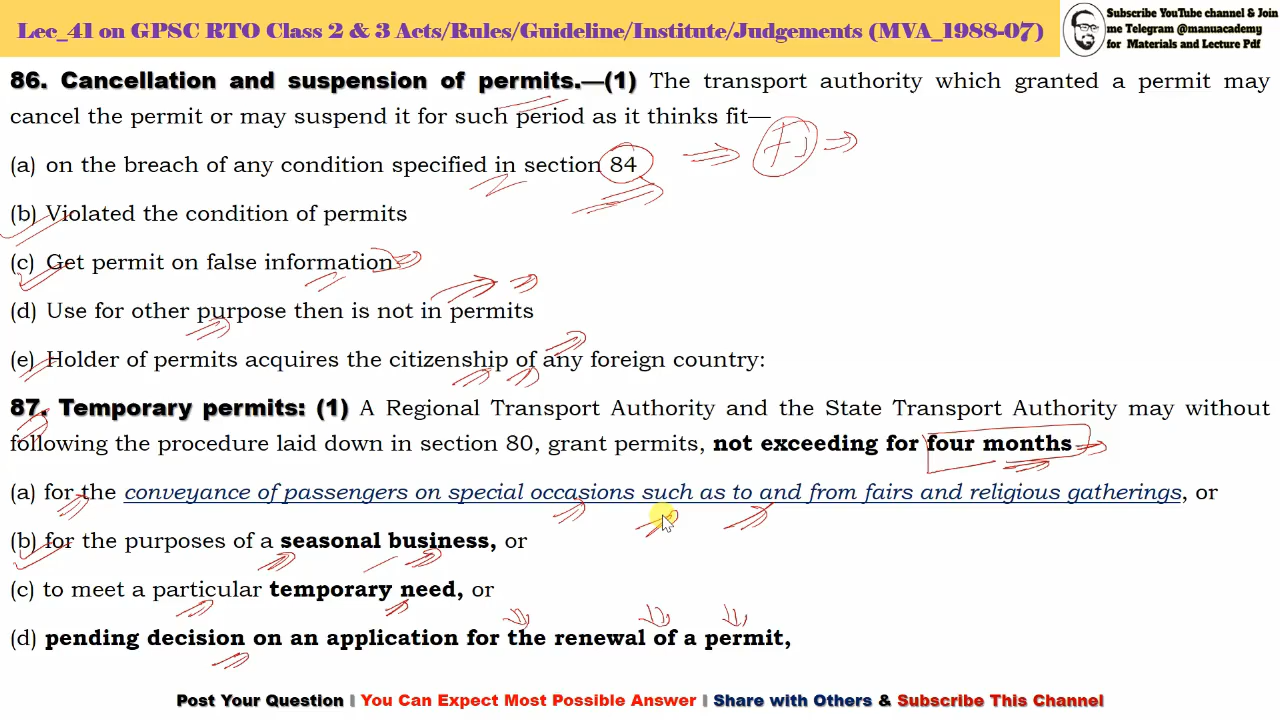 Lec_41 on GPSC RTO Class 2 & 3 Acts/Rules/Guideline/Institute/Judgements (MVA_1988-07)
Subscribe YouTube channel & Join
me Telegram @manuacademy
for Materials and Lecture Pdf
86. Cancellation and suspension of permits.—(1) The transport authority which granted a permit may
cancel the permit or may suspend it for such period as it thinks fit—
(a) on the breach of any condition specified in section 84
(b) Violated the condition of permits
(c) Get permit on false information
(d) Use for other purpose then is not in permits
(e) Holder of permits acquires the citizenship of any foreign country:
87. Temporary permits: (1) A Regional Transport Authority and the State Transport Authority may without
following the procedure laid down in section 80, grant permits, not exceeding for four months
(a) for the conveyance of passengers on special occasions such as to and from fairs and religious gatherings, or
(b) for the purposes of a seasonal business, or
(c) to meet a particular temporary need, or
(d) pending decision on an application for the renewal of a permit,
Post Your Question | You Can Expect Most Possible Answer | Share with Others & Subscribe This Channel